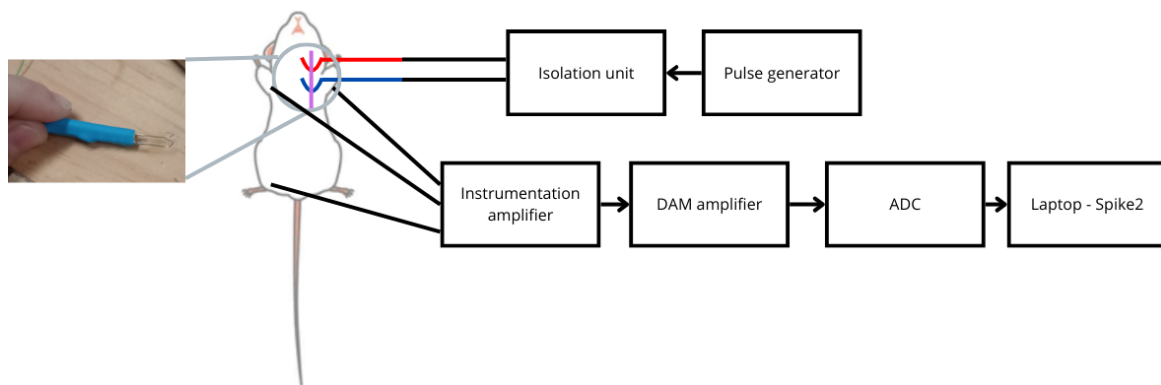 Isolation unit
Pulse generator
Instrumentation
amplifier
DAM amplifier
ADC
Laptop - Spike2